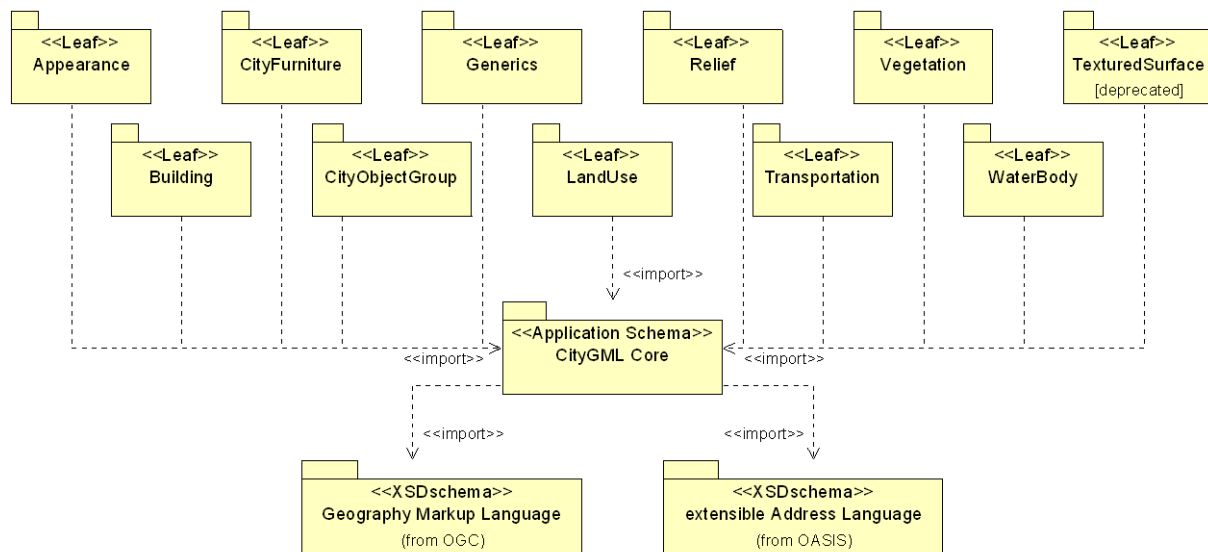 <<Leaf>>
Appearance
<<Leaf>>
CityFurniture
<<Leaf>>
Generics
<<Leaf>>
Relief
<<Leaf>>
Vegetation
<<Leaf>>
TexturedSurface
[deprecated]
<<Leaf>>
Building
<<Leaf>>
CityObjectGroup
<<Leaf>>
LandUse
<<Leaf>>
Transportation
<<Leaf>>
WaterBody
<<import>>
<<Application Schema>>
CityGML Core
<<import>>
<<import>>
<<import>>
<<import>>
<<XSDschema>>
Geography Markup Language
(from OGC)
<<XSDschema>>
extensible Address Language
(from OASIS)